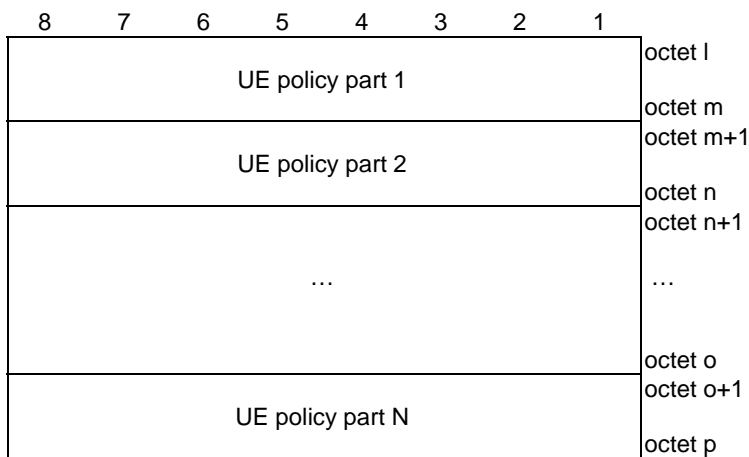 8 7 6 5 4 3 2 1
octet l
UE policy part 1
octet m
octet m+1
UE policy part 2
octet n
octet n+1
… …
octet o
octet o+1
UE policy part N
octet p